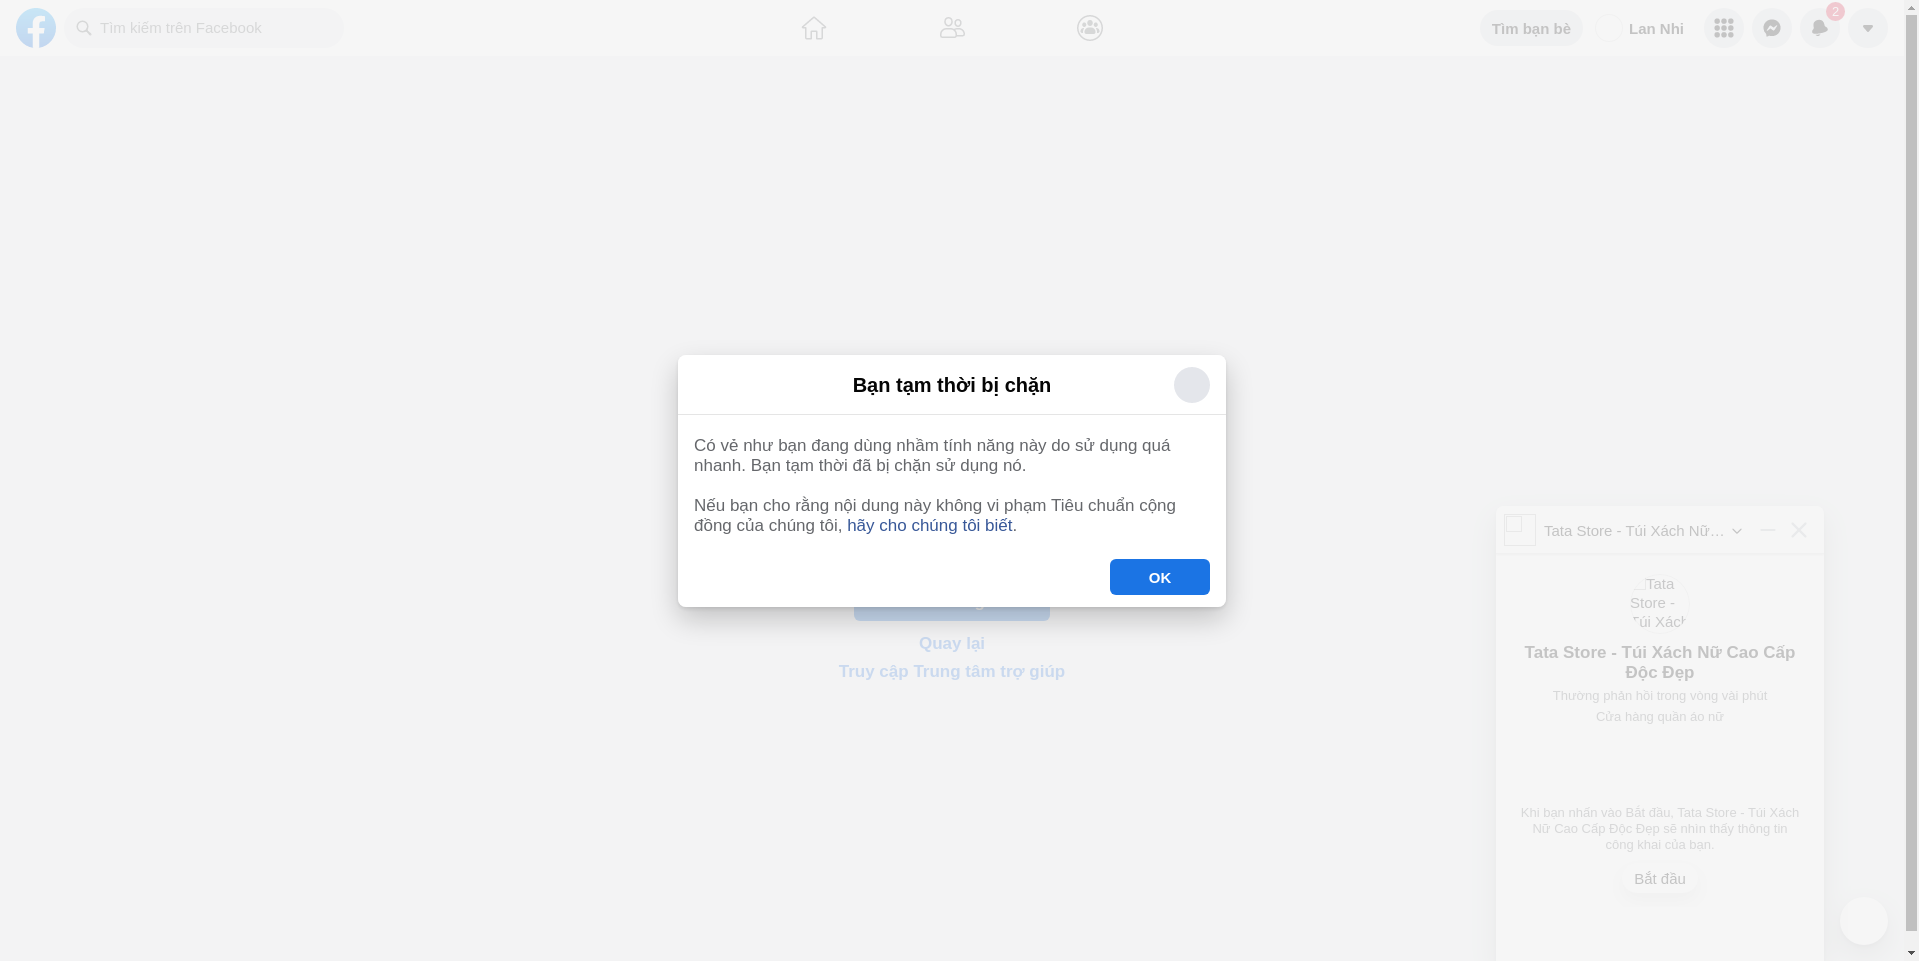 Tìm kiếm trên Facebook
Tìm bạn bè
Lan Nhi
2
Bạn tạm thời bị chặn
Có vẻ như bạn đang dùng nhầm tính năng này do sử dụng quá
nhanh. Bạn tạm thời đã bị chặn sử dụng nó.
Nếu bạn cho rằng nội dung này không vi phạm Tiêu chuẩn cộng
đồng của chúng tôi, hãy cho chúng tôi biết.
OK
Quay lại
Truy cập Trung tâm trợ giúp
Tata Store - Túi Xách Nữ…
Tata
Store -
Túi Xách
Tata Store - Túi Xách Nữ Cao Cấp
Độc Đẹp
Thường phản hồi trong vòng vài phút
Cửa hàng quần áo nữ
Khi bạn nhấn vào Bắt đầu, Tata Store - Túi Xách
Nữ Cao Cấp Độc Đẹp sẽ nhìn thấy thông tin
công khai của bạn.
Bắt đầu